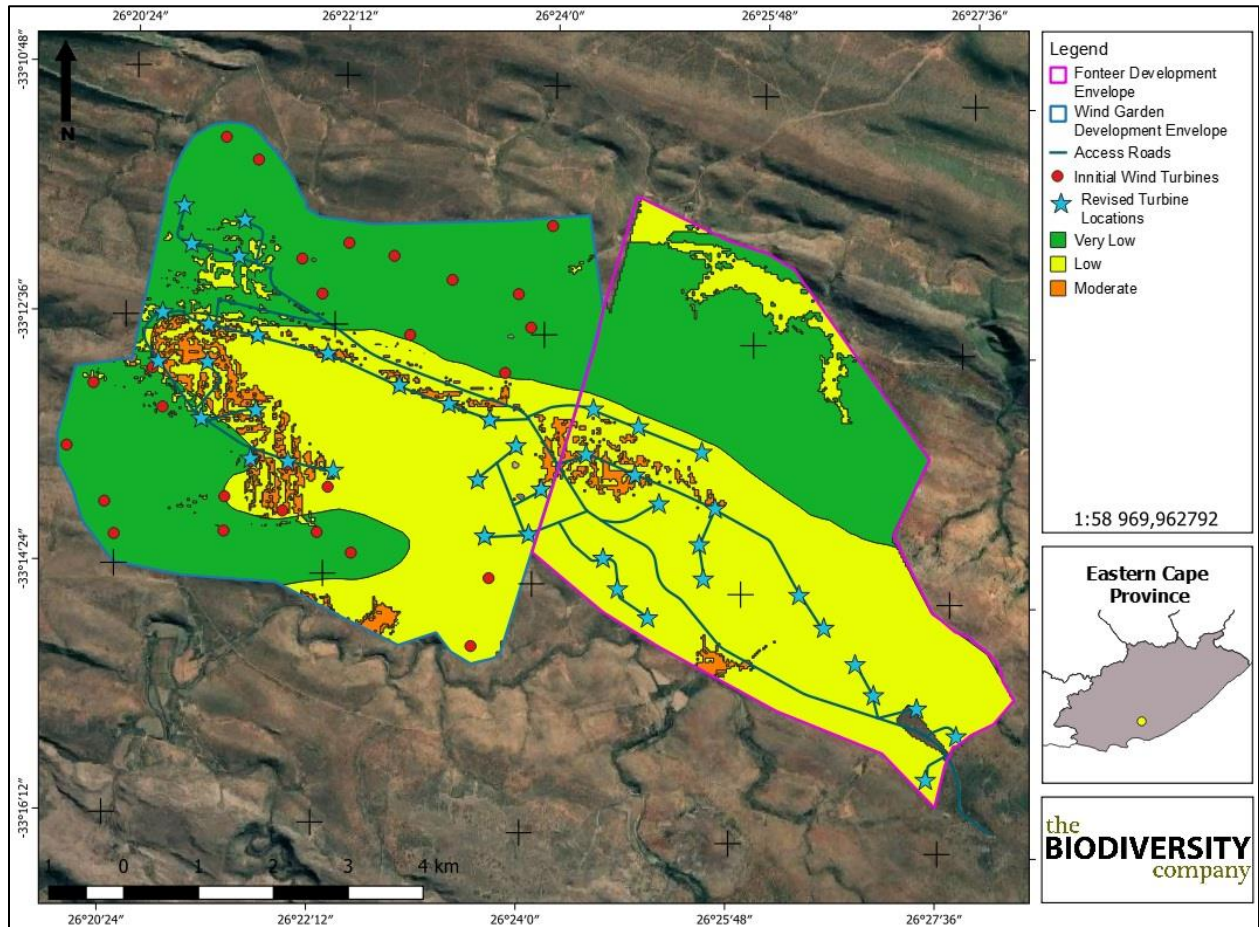 26°20'24" 26°22'12" 26°24'0" 26°25'48" 26°27'36"
-33°10'48"
-33°12'36"
-33°14'24"
-33°16'12"
N
1 0 1 2 3 4 km
26°20'24" 26°22'12" 26°24'0" 26°25'48" 26°27'36"
Legend
Fonteer Development
Envelope
Wind Garden
Development Envelope
Access Roads
Innitial Wind Turbines
Revised Turbine
Locations
Very Low
Low
Moderate
1:58 969,962792
Eastern Cape
Province
the
BIODIVERSITY
company